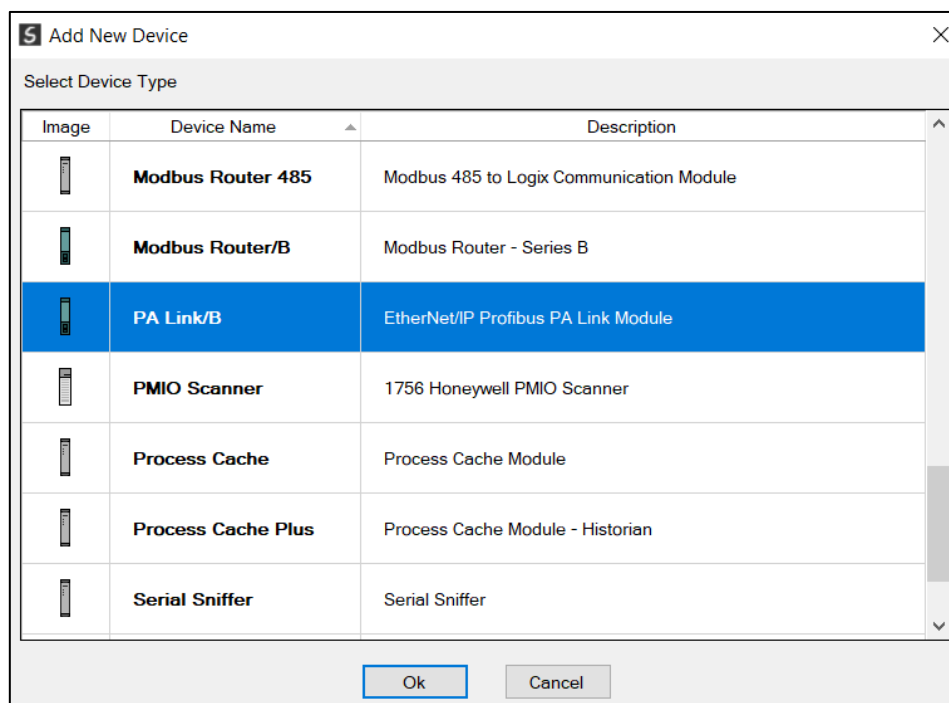 S Add New Device
Select Device Type
Image Device Name Description
Modbus Router 485 Modbus 485 to Logix Communication Module
Modbus Router/B Modbus Router - Series B
PA Link/B EtherNet/IP Profibus PA Link Module
PMIO Scanner 1756 Honeywell PMIO Scanner
Process Cache Process Cache Module
Process Cache Plus Process Cache Module - Historian
Serial Sniffer Serial Sniffer
Ok Cancel